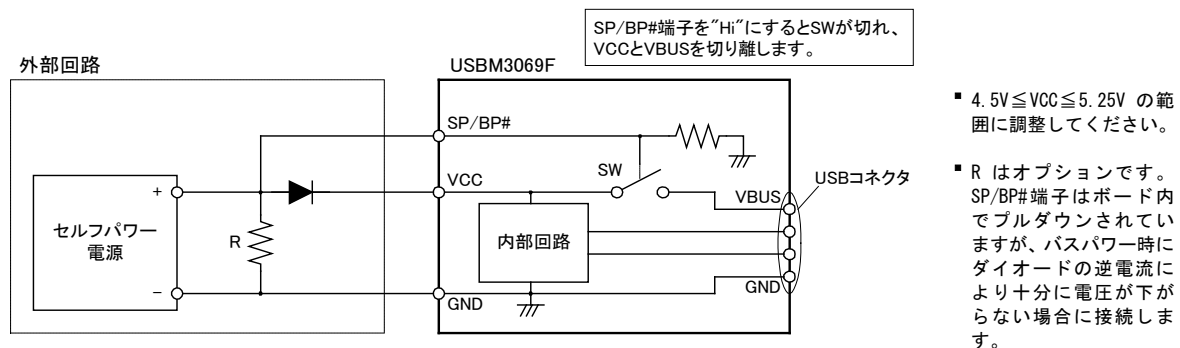 SP/BP#端子を"Hi"にするとSWが切れ、
VCCとVBUSを切り離します。
外部回路
USBM3069F
SP/BP#
SW
VCC
VBUS
USBコネクタ
+
セルフパワー
電源
R
内部回路
−
GND
GND
▪ 4.5V≦VCC≦5.25V の範
囲に調整してください。
▪ R はオプションです。
SP/BP#端子はボード内
でプルダウンされてい
ますが、バスパワー時に
ダイオードの逆電流に
より十分に電圧が下が
らない場合に接続しま
す。